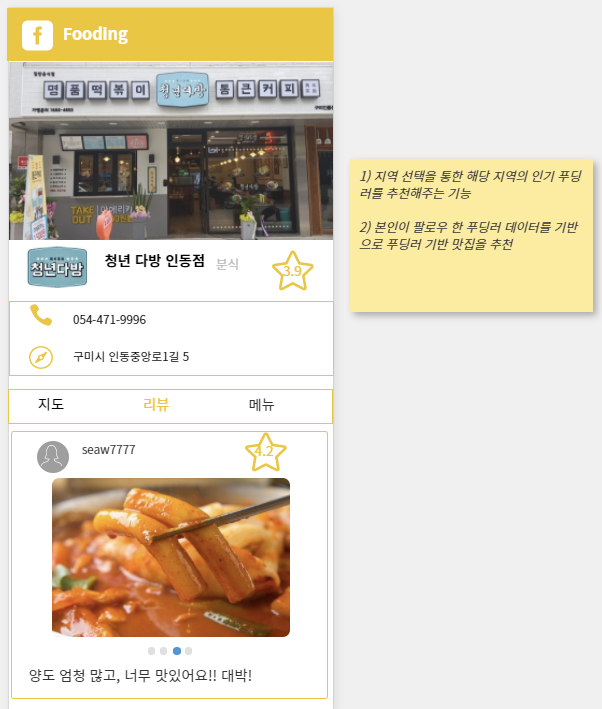 Fooding
명품떡볶이 청년다방 통큰커피
TAKE OUT
청년다방
청년 다방 인동점 분식
3.9
054-471-9996
구미시 인동중앙로1길 5
지도 리뷰 메뉴
seaw7777
4.2
양도 엄청 많고, 너무 맛있어요!! 대박!
1) 지역 선택을 통한 해당 지역의 인기 푸딩
러를 추천해주는 기능
2) 본인이 팔로우 한 푸딩러 데이터를 기반
으로 푸딩러 기반 맛집을 추천